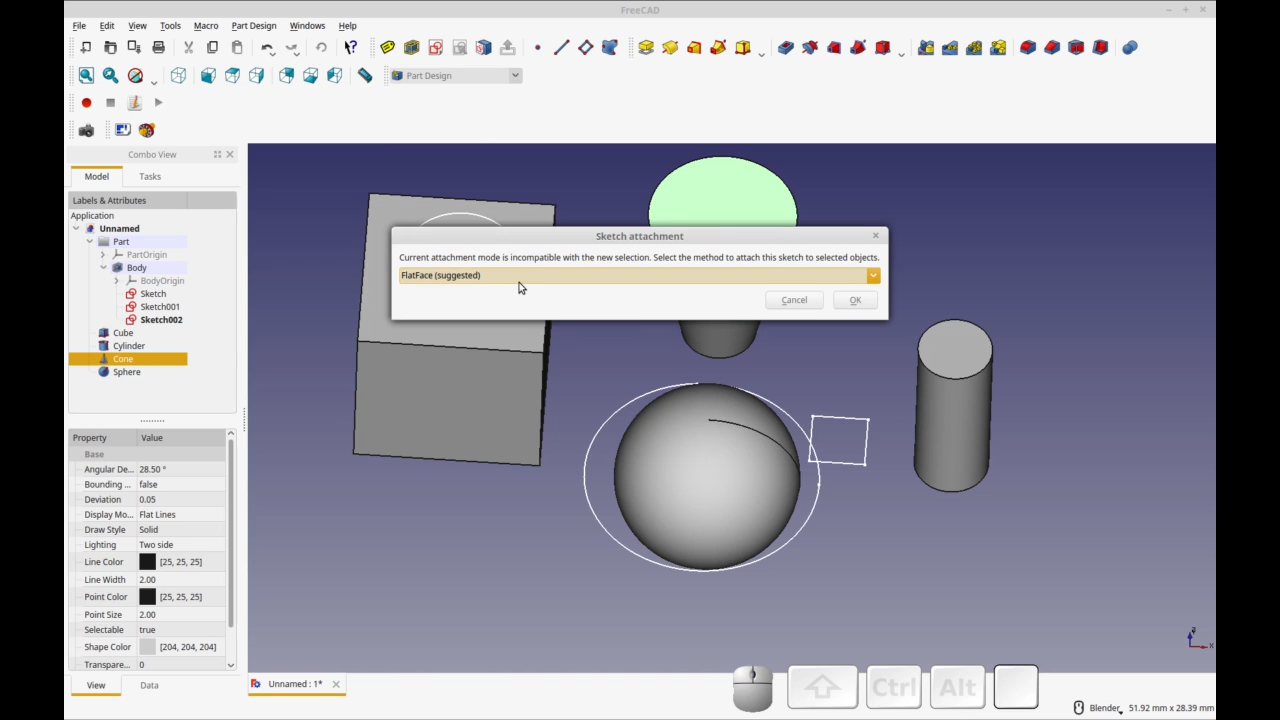 FreeCAD
File Edit View Tools Macro Part Design Windows Help
Part Design
Combo View
Model Tasks
Labels & Attributes
Application
Unnamed
Part
PartOrigin
Body
BodyOrigin
Sketch
Sketch001
Sketch002
Cube
Cylinder
Cone
Sphere
Sketch attachment
Current attachment mode is incompatible with the new selection. Select the method to attach this sketch to selected objects.
FlatFace (suggested)
Cancel OK
Property Value
Base
Angular De... 28.50 °
Bounding ... false
Deviation 0.05
Display Mo... Flat Lines
Draw Style Solid
Lighting Two side
Line Color [25, 25, 25]
Line Width 2.00
Point Color [25, 25, 25]
Point Size 2.00
Selectable true
Shape Color [204, 204, 204]
Transpare... 0
View Data
Unnamed : 1*
Ctrl Alt
Blender 51.92 mm x 28.39 mm